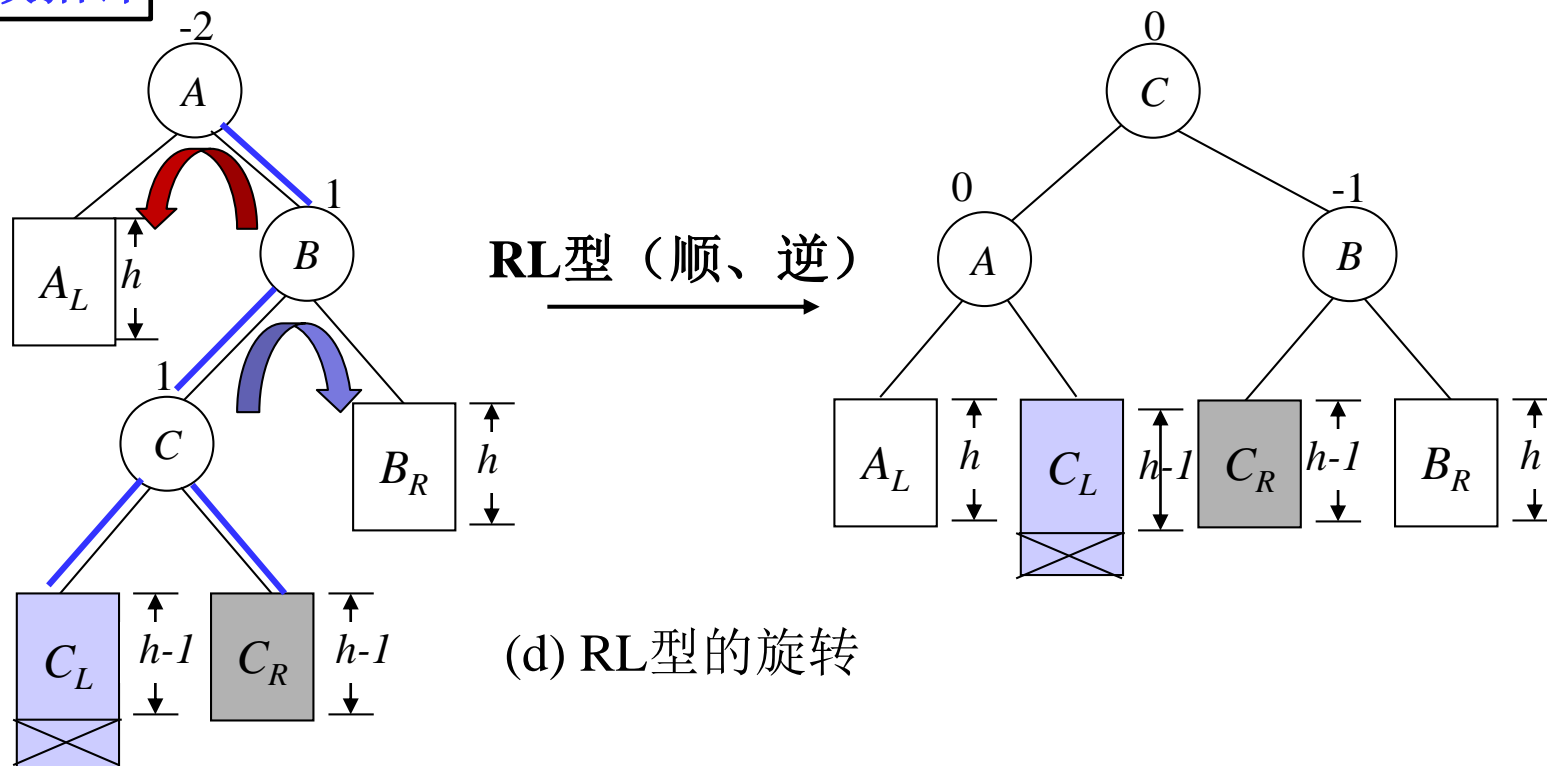 -2
A
0
C
1
B
0
A
-1
B
A_L
h
RL型（顺、逆）
1
C
B_R
h
A_L
h
C_L
h-1
C_R
h-1
B_R
h
C_L
h-1
C_R
h-1
(d) RL型的旋转